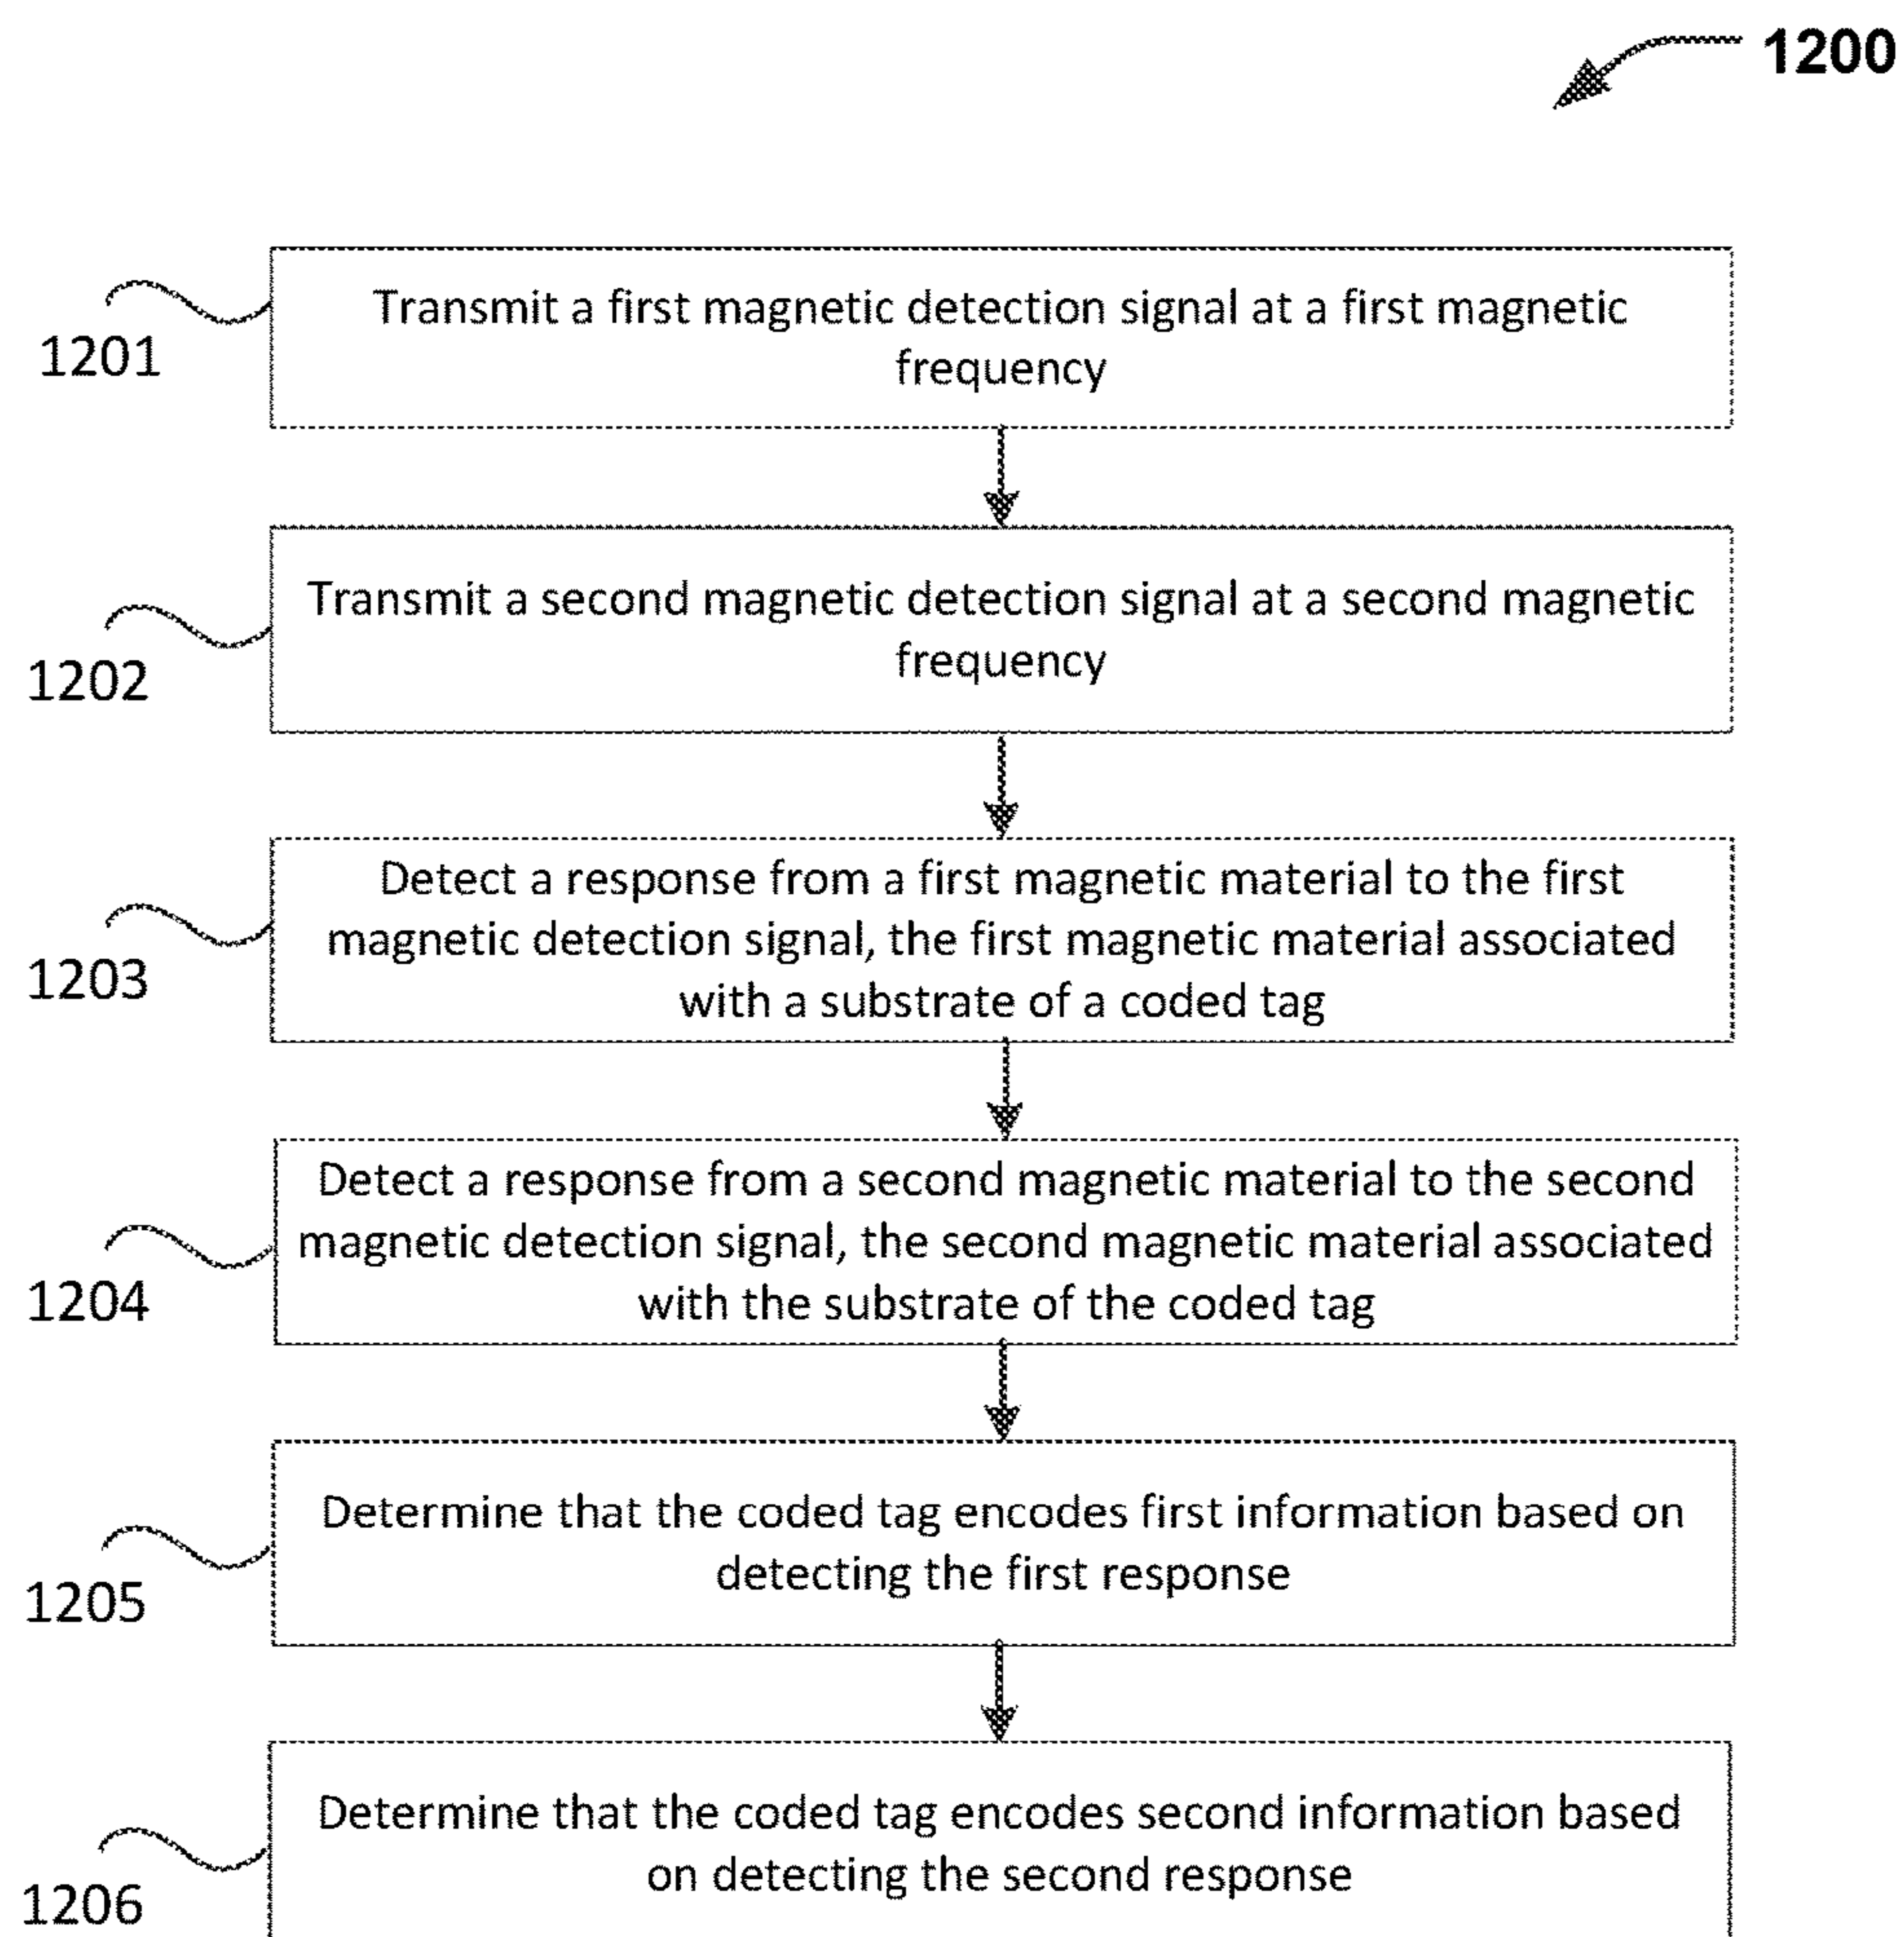 1200
Transmit a first magnetic detection signal at a first magnetic
frequency
1201
Transmit a second magnetic detection signal at a second magnetic
frequency
1202
Detect a response from a first magnetic material to the first
magnetic detection signal, the first magnetic material associated
with a substrate of a coded tag
1203
Detect a response from a second magnetic material to the second
magnetic detection signal, the second magnetic material associated
with the substrate of the coded tag
1204
Determine that the coded tag encodes first information based on
detecting the first response
1205
Determine that the coded tag encodes second information based
on detecting the second response
1206